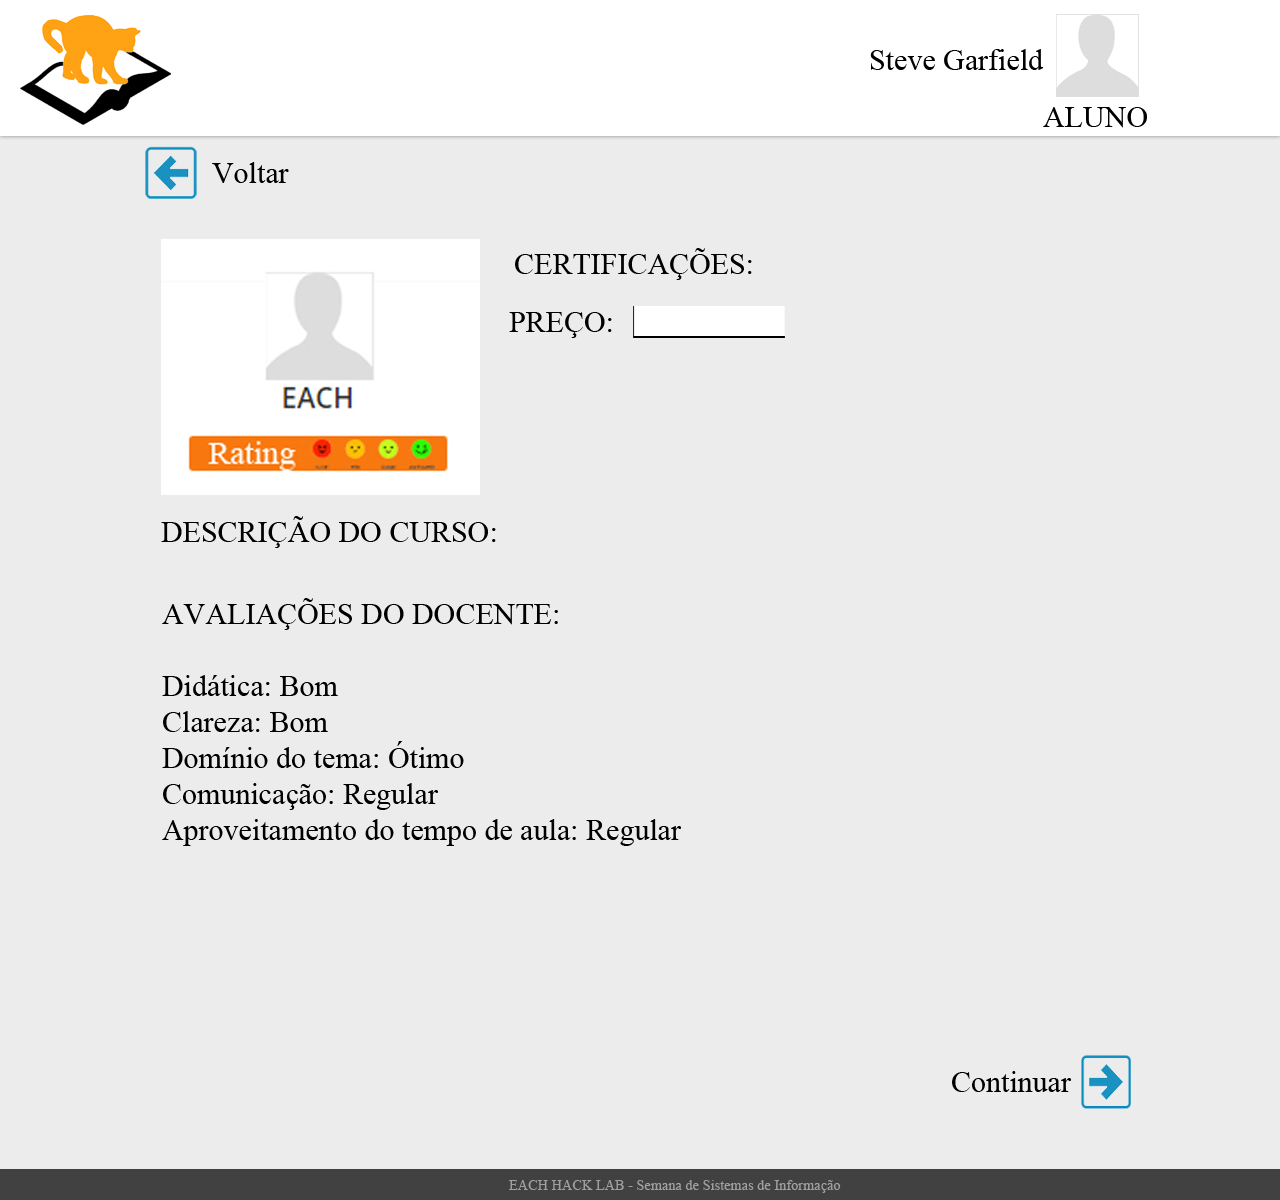 Steve Garfield
ALUNO
Voltar
CERTIFICAÇÕES:
PREÇO:
EACH
Rating
DESCRIÇÃO DO CURSO:
AVALIAÇÕES DO DOCENTE:
Didática: Bom
Clareza: Bom
Domínio do tema: Ótimo
Comunicação: Regular
Aproveitamento do tempo de aula: Regular
Continuar
EACH HACK LAB - Semana de Sistemas de Informação